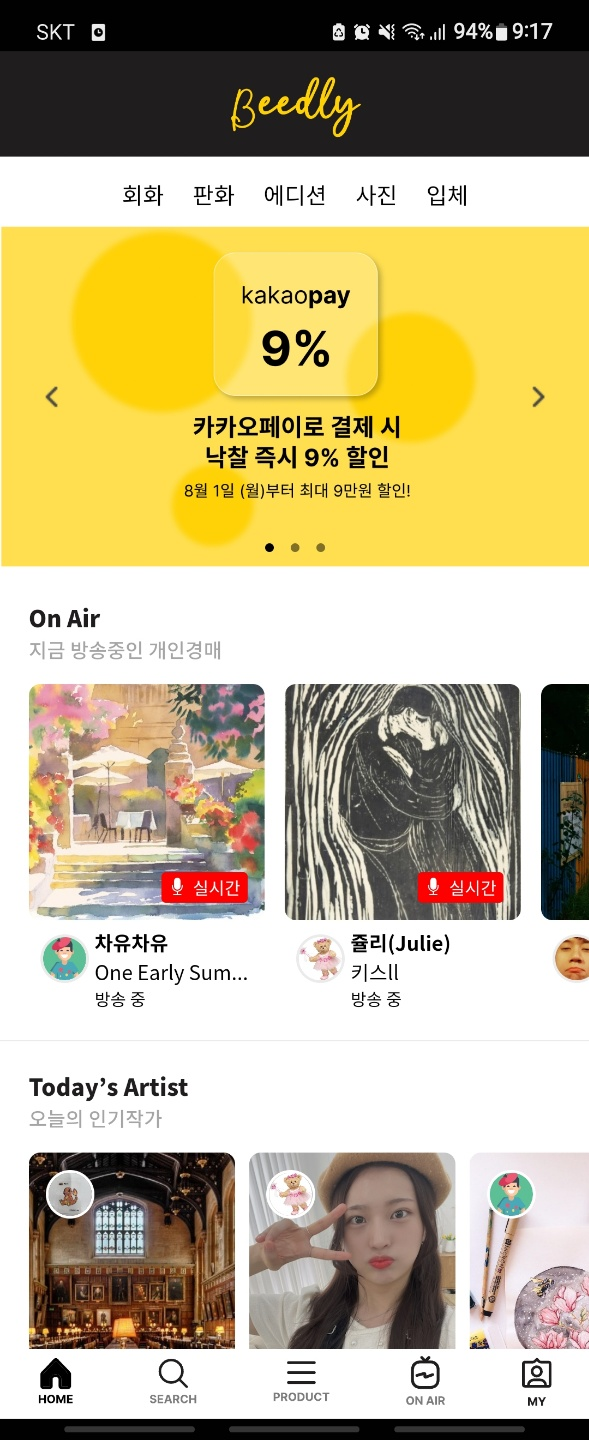 SKT
94% 9:17
Beedly
회화 판화 에디션 사진 입체
kakaopay
9%
카카오페이로 결제 시
낙찰 즉시 9% 할인
8월 1일 (월)부터 최대 9만원 할인!
On Air
지금 방송중인 개인경매
실시간
실시간
차유차유
One Early Sum...
방송 중
쥴리(Julie)
키스ll
방송 중
Today's Artist
오늘의 인기작가
HOME SEARCH PRODUCT ON AIR MY